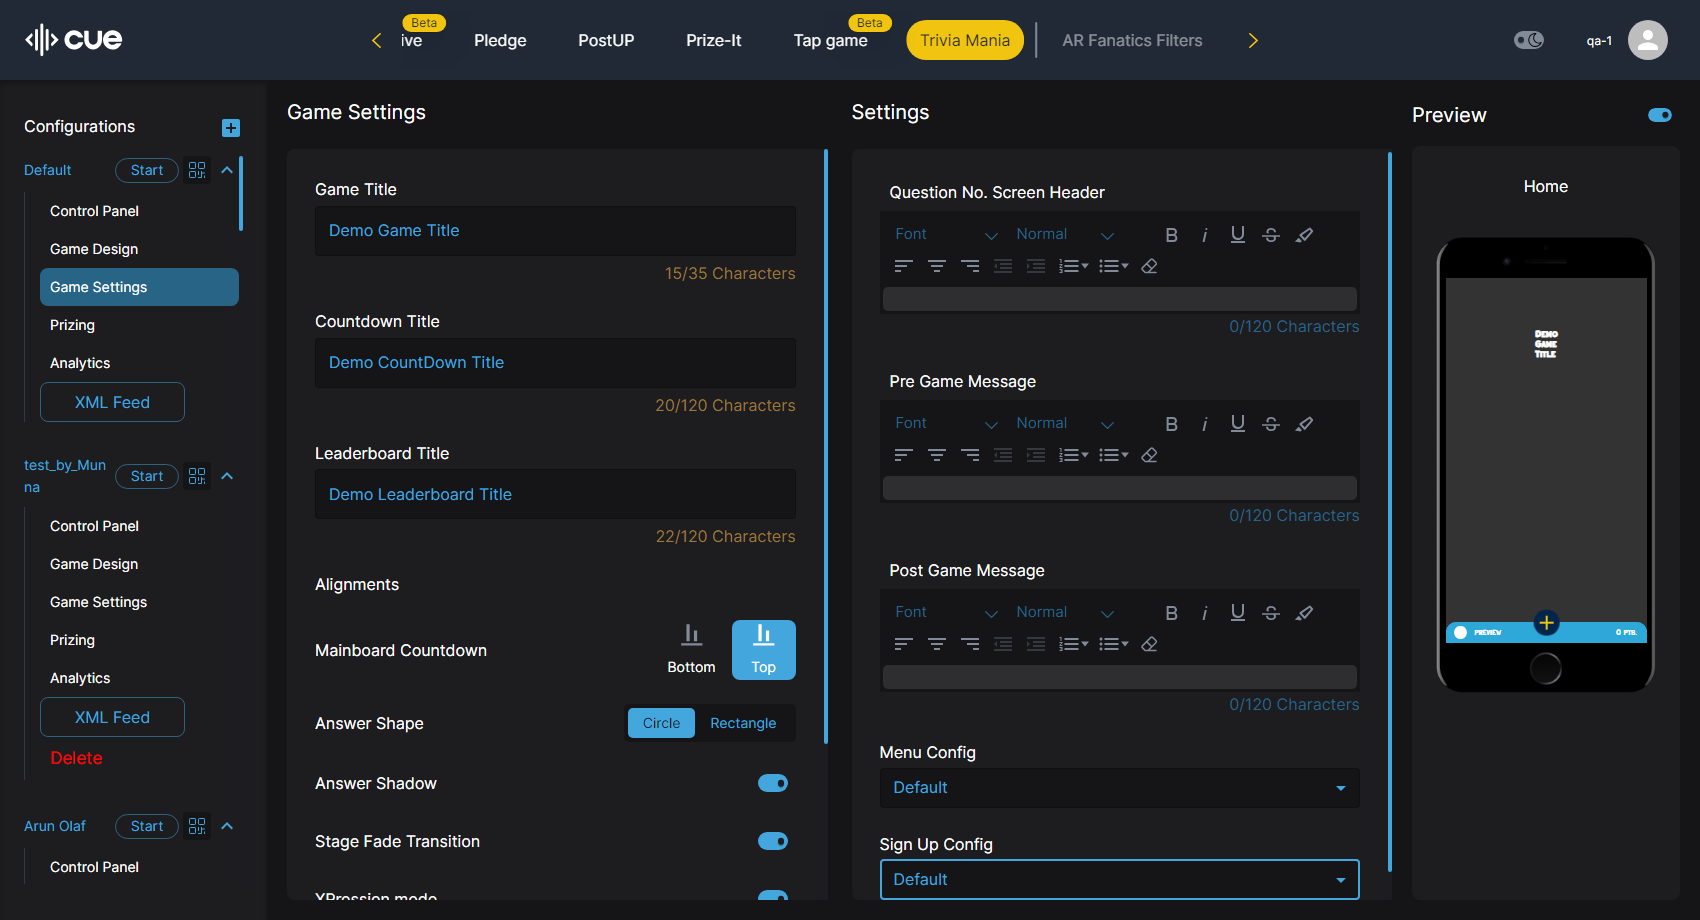 cue
Beta
ive
Pledge
PostUP
Prize-It
Beta
Tap game
Trivia Mania
AR Fanatics Filters
qa-1
Configurations
Default
Start
Control Panel
Game Design
Game Settings
Prizing
Analytics
XML Feed
test_by_Mun
na
Start
Control Panel
Game Design
Game Settings
Prizing
Analytics
XML Feed
Delete
Arun Olaf
Start
Control Panel
Game Settings
Game Title
Demo Game Title
15/35 Characters
Countdown Title
Demo CountDown Title
20/120 Characters
Leaderboard Title
Demo Leaderboard Title
22/120 Characters
Alignments
Mainboard Countdown
Bottom
Top
Answer Shape
Circle
Rectangle
Answer Shadow
Stage Fade Transition
XPression mode
Settings
Question No. Screen Header
Font
Normal
B i U S
0/120 Characters
Pre Game Message
Font
Normal
B i U S
0/120 Characters
Post Game Message
Font
Normal
B i U S
0/120 Characters
Menu Config
Default
Sign Up Config
Default
Preview
Home
Demo
Game
Title
PREVIEW
0 PTS.